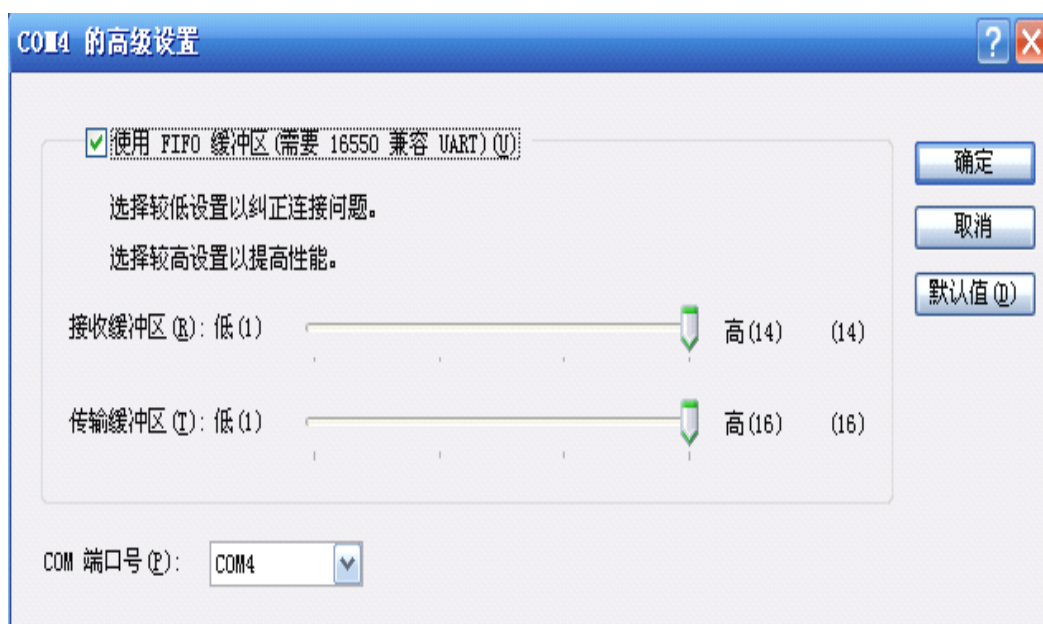 COM4 的高级设置
使用 FIFO 缓冲区(需要 16550 兼容 UART)(U)
确定
选择较低设置以纠正连接问题。
取消
选择较高设置以提高性能。
默认值(D)
接收缓冲区(R): 低(1) 高(14) (14)
传输缓冲区(T): 低(1) 高(16) (16)
COM 端口号(P): COM4